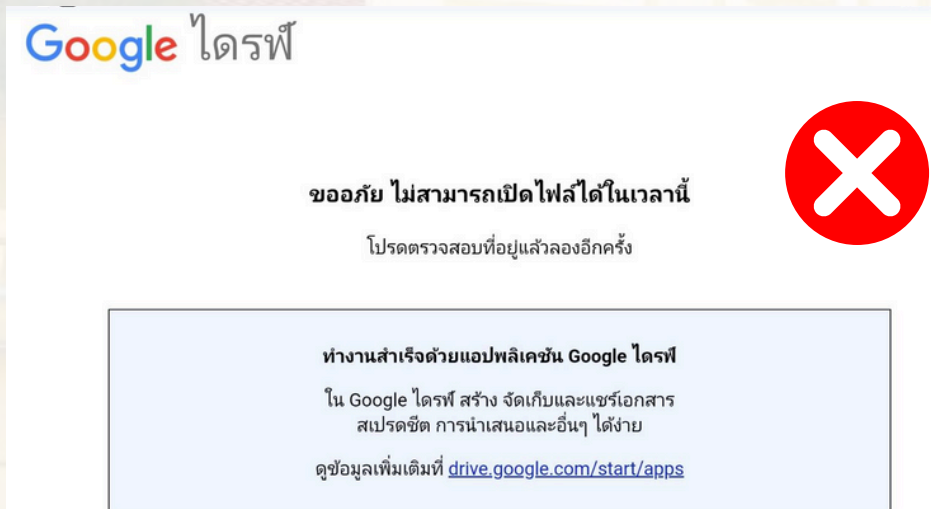 Google ไดรฟ์
ขออภัย ไม่สามารถเปิดไฟล์ได้ในเวลานี้
โปรดตรวจสอบที่อยู่แล้วลองอีกครั้ง
ทำงานสำเร็จด้วยแอปพลิเคชัน Google ไดรฟ์
ใน Google ไดรฟ์ สร้าง จัดเก็บและแชร์เอกสาร
สเปรดชีต การนำเสนอและอื่นๆ ได้ง่าย
ดูข้อมูลเพิ่มเติมที่ drive.google.com/start/apps